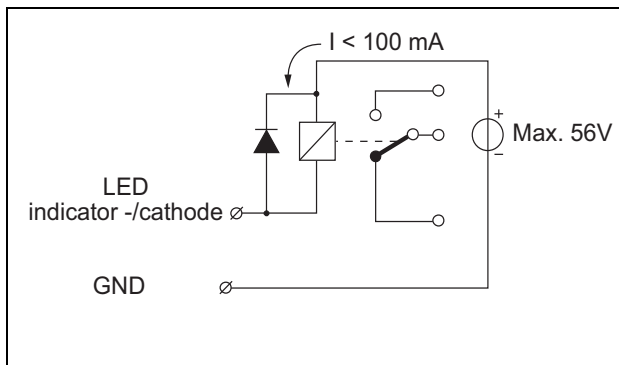 I < 100 mA
+
Max. 56V
–
LED
indicator -/cathode
GND